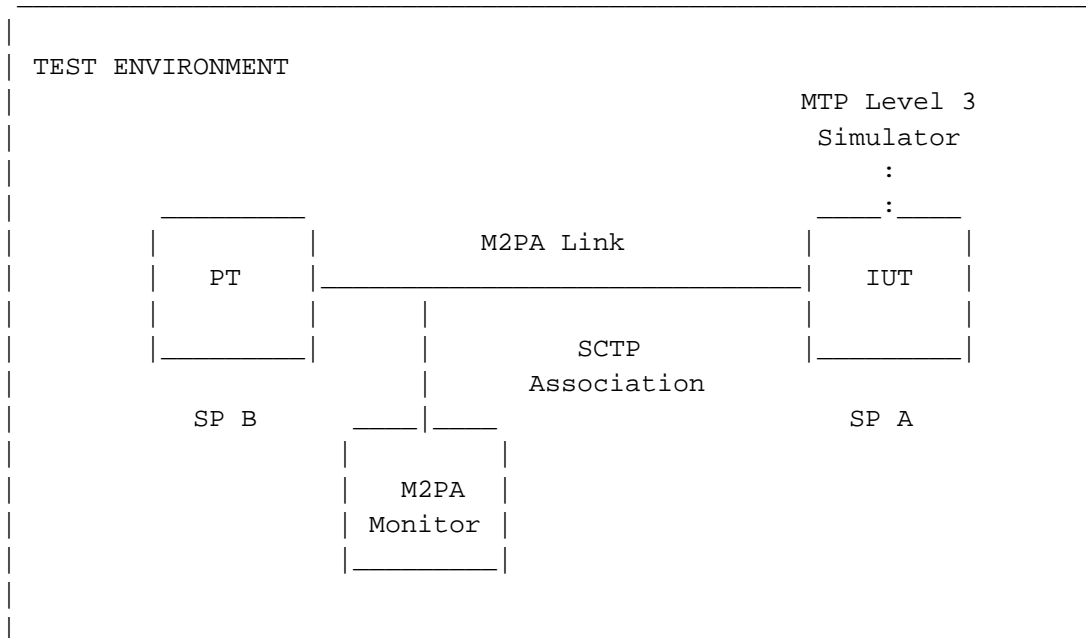 TEST ENVIRONMENT
MTP Level 3
Simulator
:
:
M2PA Link
PT
IUT
SCTP
Association
SP B
SP A
M2PA
Monitor